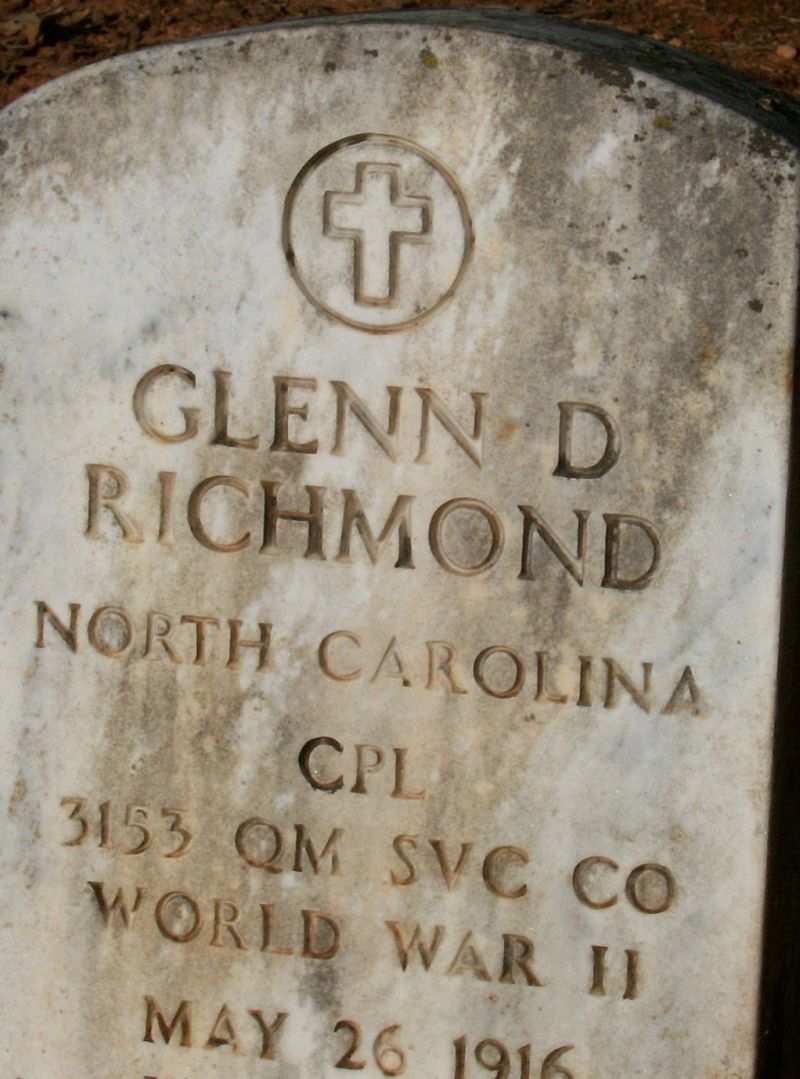 GLENN D
RICHMOND
NORTH CAROLINA
CPL
3153 QM SVC CO
WORLD WAR II
MAY 26 1916